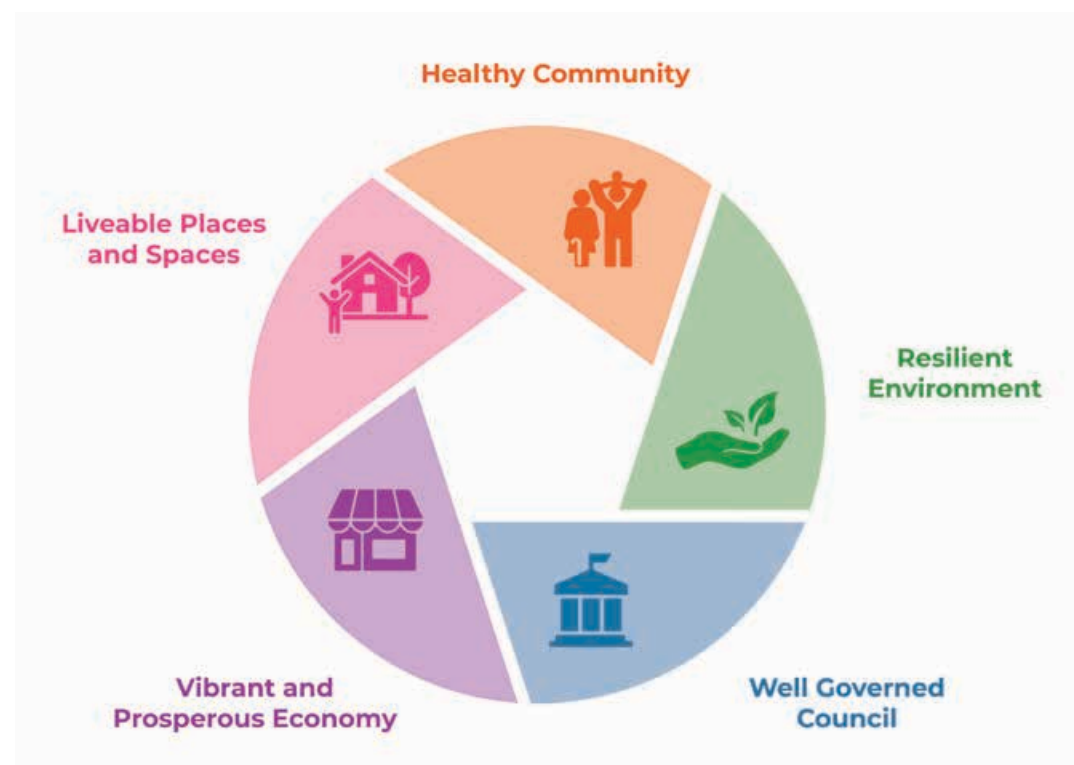 Healthy Community
Liveable Places
and Spaces
Resilient
Environment
Vibrant and
Prosperous Economy
Well Governed
Council